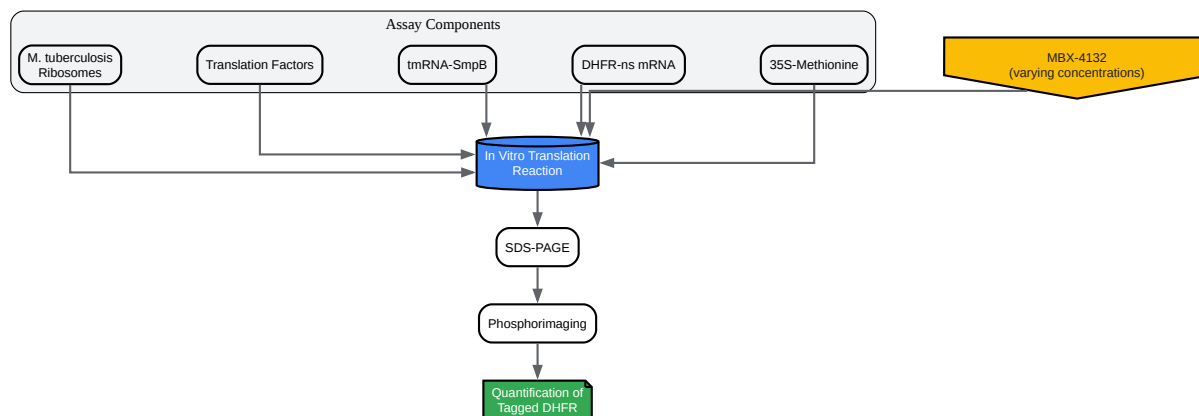 Assay Components
M. tuberculosis
Ribosomes
Translation Factors
tmRNA-SmpB
DHFR-ns mRNA
35S-Methionine
MBX-4132
(varying concentrations)
In Vitro Translation
Reaction
SDS-PAGE
Phosphorimaging
Quantification of
Tagged DHFR